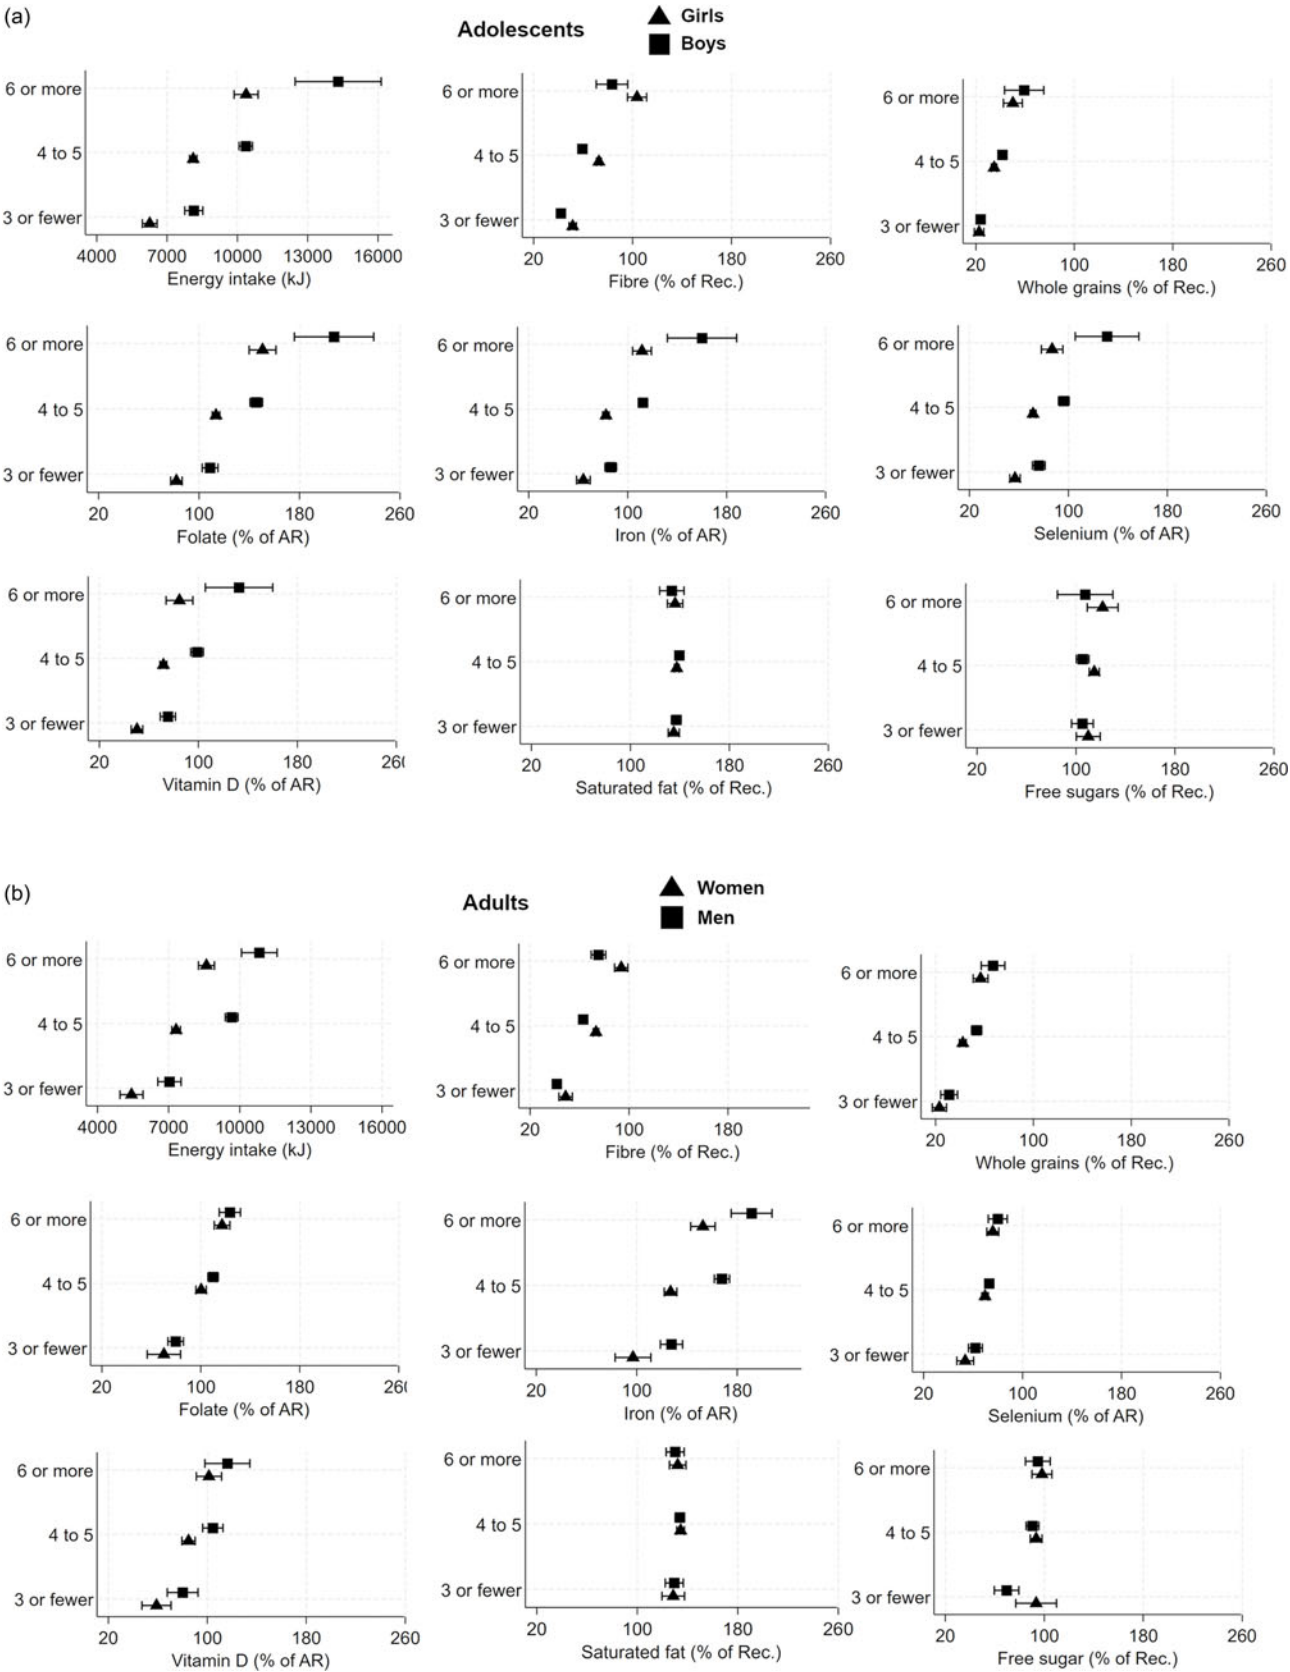 (a)
Adolescents
Girls
Boys
6 or more
4 to 5
3 or fewer
4000 7000 10000 13000 16000
Energy intake (kJ)
6 or more
4 to 5
3 or fewer
20 100 180 260
Fibre (% of Rec.)
6 or more
4 to 5
3 or fewer
20 100 180 260
Whole grains (% of Rec.)
6 or more
4 to 5
3 or fewer
20 100 180 260
Folate (% of AR)
6 or more
4 to 5
3 or fewer
20 100 180 260
Iron (% of AR)
6 or more
4 to 5
3 or fewer
20 100 180 260
Selenium (% of AR)
6 or more
4 to 5
3 or fewer
20 100 180 260
Vitamin D (% of AR)
6 or more
4 to 5
3 or fewer
20 100 180 260
Saturated fat (% of Rec.)
6 or more
4 to 5
3 or fewer
20 100 180 260
Free sugars (% of Rec.)
(b)
Adults
Women
Men
6 or more
4 to 5
3 or fewer
4000 7000 10000 13000 16000
Energy intake (kJ)
6 or more
4 to 5
3 or fewer
20 100 180
Fibre (% of Rec.)
6 or more
4 to 5
3 or fewer
20 100 180 260
Whole grains (% of Rec.)
6 or more
4 to 5
3 or fewer
20 100 180 260
Folate (% of AR)
6 or more
4 to 5
3 or fewer
20 100 180
Iron (% of AR)
6 or more
4 to 5
3 or fewer
20 100 180 260
Selenium (% of AR)
6 or more
4 to 5
3 or fewer
20 100 180 260
Vitamin D (% of AR)
6 or more
4 to 5
3 or fewer
20 100 180 260
Saturated fat (% of Rec.)
6 or more
4 to 5
3 or fewer
20 100 180 260
Free sugar (% of Rec.)